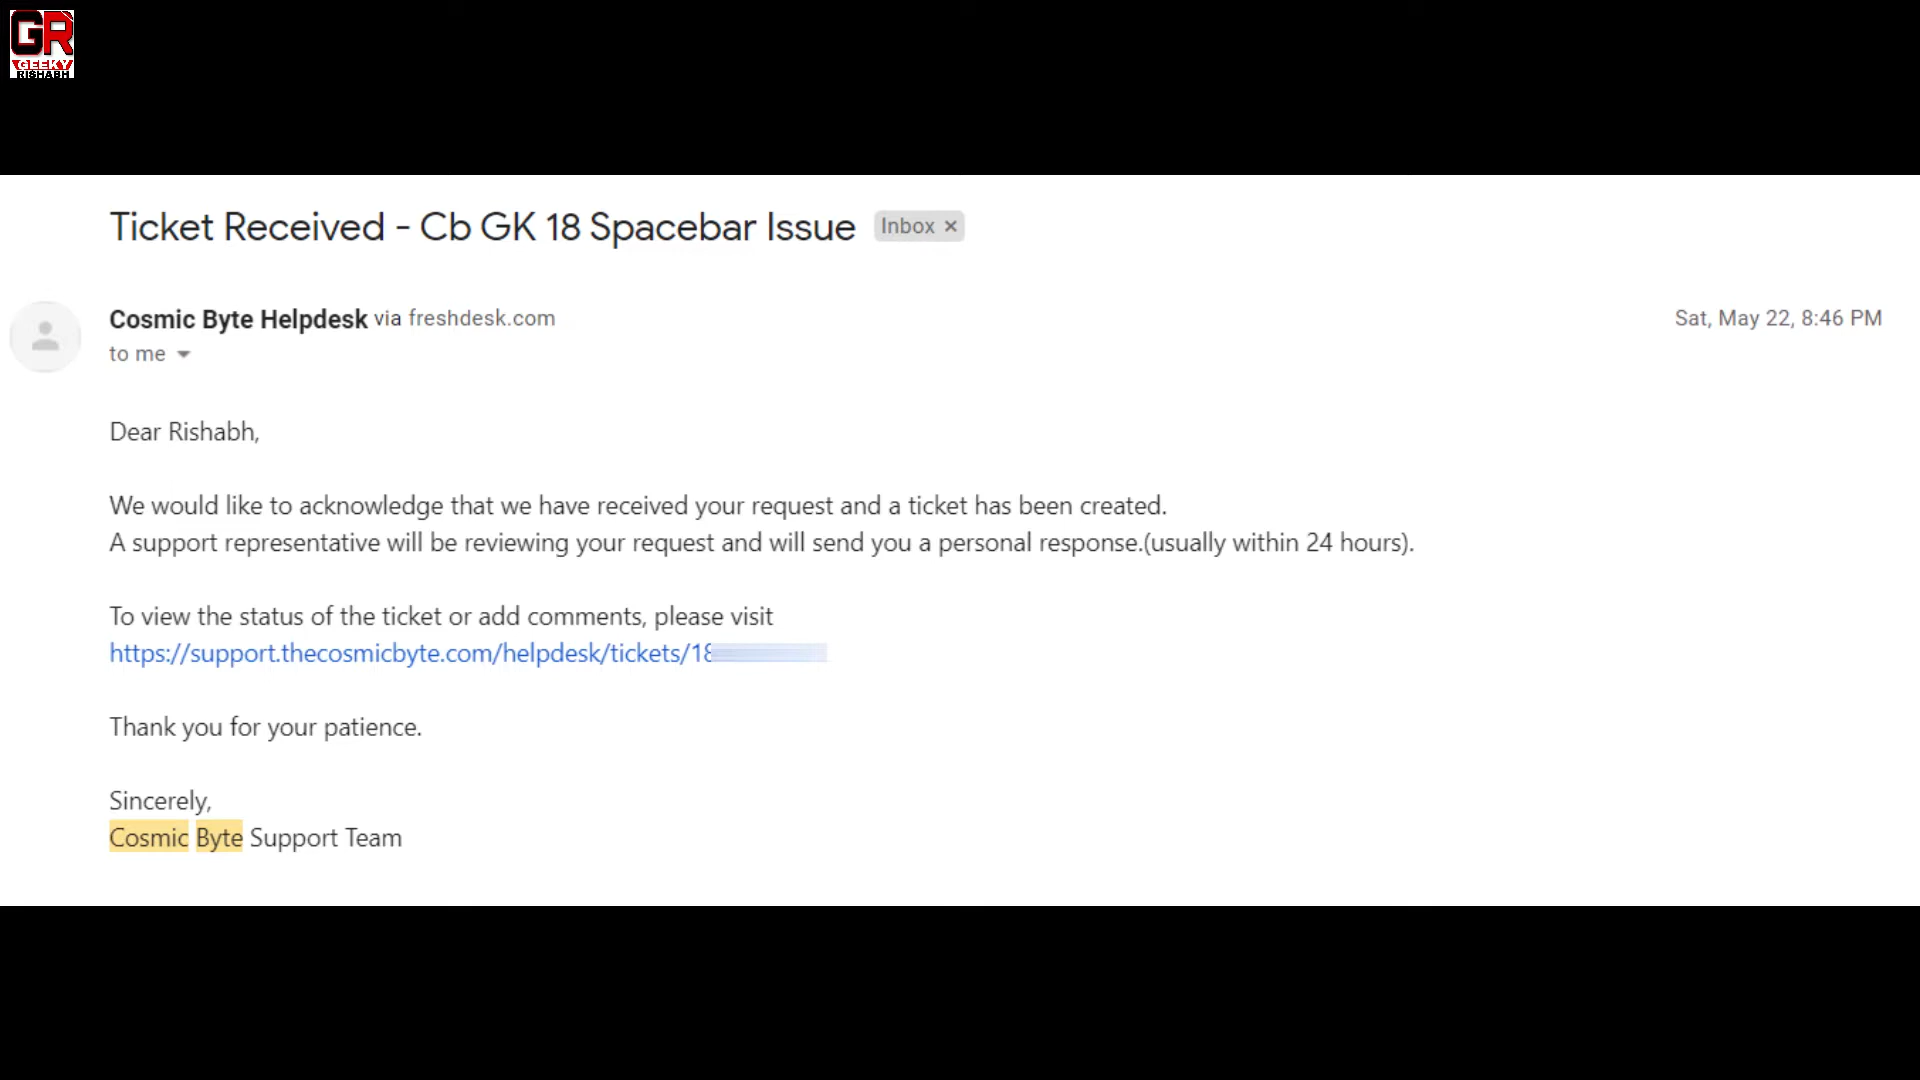 GR
GEEKY
RISHABH
Ticket Received - Cb GK 18 Spacebar Issue Inbox ×
Cosmic Byte Helpdesk via freshdesk.com Sat, May 22, 8:46 PM
to me
Dear Rishabh,
We would like to acknowledge that we have received your request and a ticket has been created.
A support representative will be reviewing your request and will send you a personal response.(usually within 24 hours).
To view the status of the ticket or add comments, please visit
https://support.thecosmicbyte.com/helpdesk/tickets/18
Thank you for your patience.
Sincerely,
Cosmic Byte Support Team